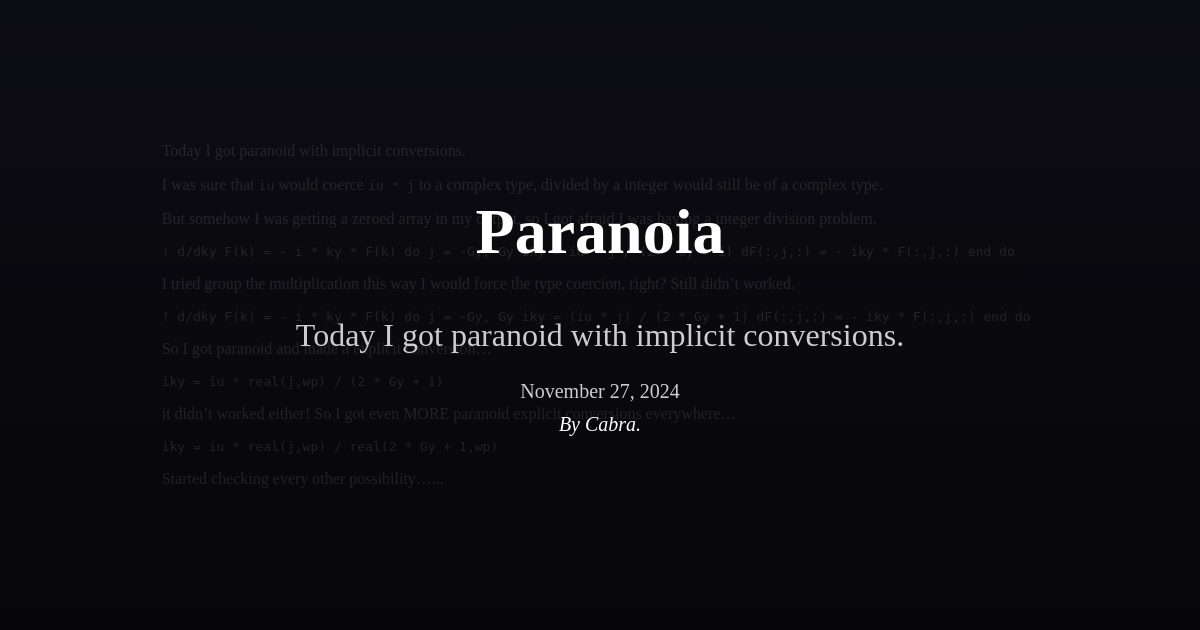 Today I got paranoid with implicit conversions.
I was sure that iu would coerce iu * j to a complex type, divided by a integer would still be of a complex type.
But somehow I was getting a zeroed array in my so I got afraid I was having a integer division problem.
Paranoia
! d/dky F(k) = - i * ky * F(k) do j = -Gy, Gy dF(:,j,:) = - iky * F(:,j,:) end do
I tried group the multiplication this way I would force the type coercion, right? Still didn’t worked.
! d/dky F(k) = - i * ky * F(k) do j = -Gy, Gy iky = (iu * j) / (2 * Gy + 1) dF(:,j,:) = - iky * F(:,j,:) end do
Today I got paranoid with implicit conversions.
So I got paranoid and made a explicit conversion…
iky = iu * real(j,wp) / (2 * Gy + 1)
November 27, 2024
it didn’t worked either! So I got even MORE paranoid explicit conversions everywhere…
By Cabra.
iky = iu * real(j,wp) / real(2 * Gy + 1,wp)
Started checking every other possibility…...